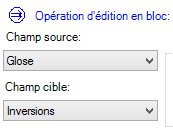 Opération d'édition en bloc:
Champ source:
Glose
Champ cible:
Inversions